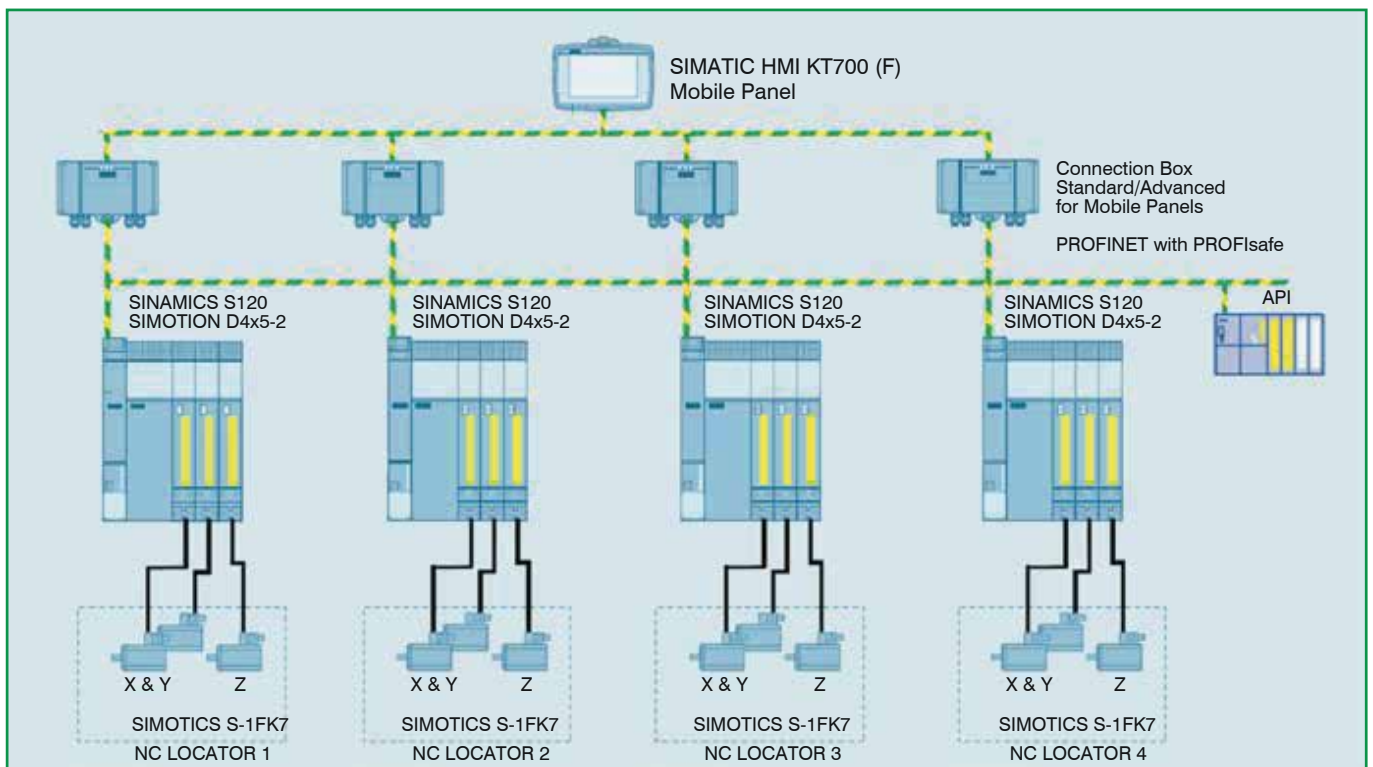 SIMATIC HMI KT700 (F)
Mobile Panel
Connection Box
Standard/Advanced
for Mobile Panels
PROFINET with PROFIsafe
SINAMICS S120
SIMOTION D4x5-2
SINAMICS S120
SIMOTION D4x5-2
SINAMICS S120
SIMOTION D4x5-2
SINAMICS S120
SIMOTION D4x5-2
API
X & Y
Z
SIMOTICS S-1FK7
NC LOCATOR 1
X & Y
Z
SIMOTICS S-1FK7
NC LOCATOR 2
X & Y
Z
SIMOTICS S-1FK7
NC LOCATOR 3
X & Y
Z
SIMOTICS S-1FK7
NC LOCATOR 4